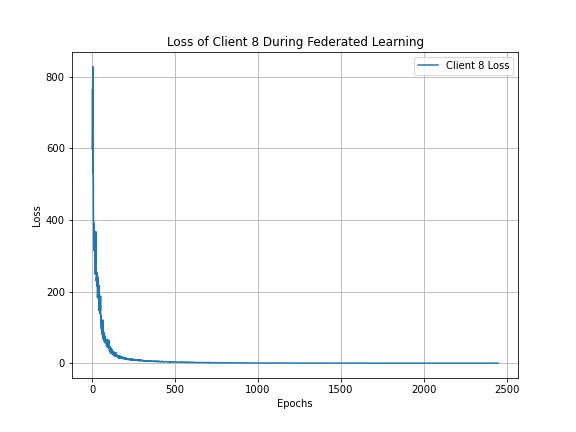 Loss of Client 8 During Federated Learning
Client 8 Loss
800
600
400
200
0
Loss
0 500 1000 1500 2000 2500
Epochs